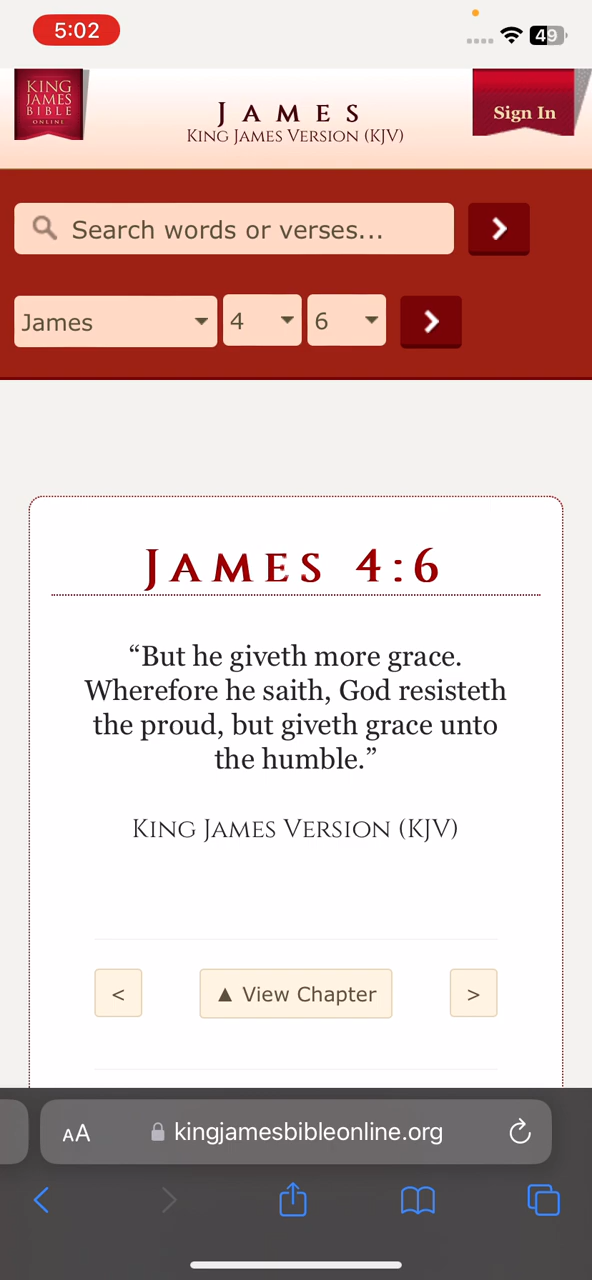 5:02
49
KING
JAMES
BIBLE
ONLINE
JAMES
KING JAMES VERSION (KJV)
Sign In
Search words or verses...
James
4
6
JAMES 4:6
“But he giveth more grace.
Wherefore he saith, God resisteth
the proud, but giveth grace unto
the humble.”
KING JAMES VERSION (KJV)
<
▲ View Chapter
>
AA
kingjamesbibleonline.org